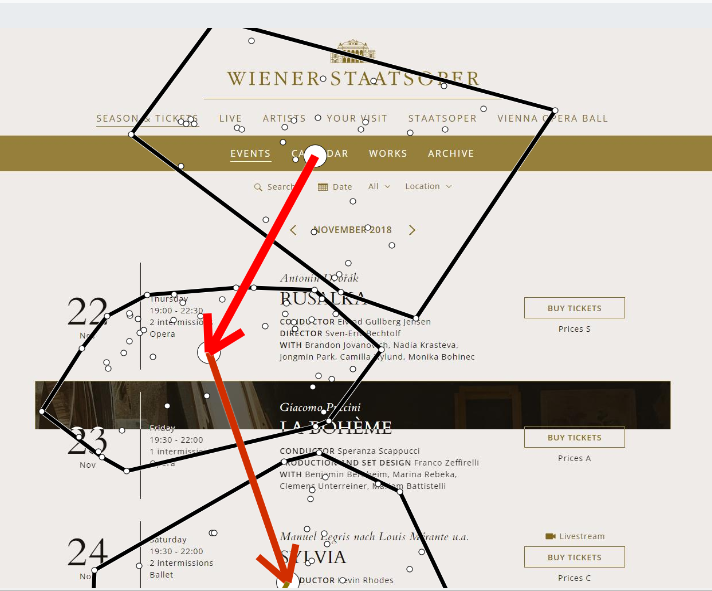 WIENER STAATSOPER
SEASON & TICKETS LIVE ARTISTS YOUR VISIT STAATSOPER VIENNA OPERA BALL
EVENTS CALENDAR WORKS ARCHIVE
Search Date All Location
NOVEMBER 2018
22
Nov
Thursday
19:00 - 22:30
2 intermissions
Opera
Antonín Dvořák
RUSALKA
CONDUCTOR Eivind Gullberg Jensen
DIRECTOR Sven-Eric Bechtolf
WITH Brandon Jovanovich, Nadia Krasteva,
Jongmin Park, Camilla Nylund, Monika Bohinec
BUY TICKETS
Prices S
23
Nov
Friday
19:30 - 22:00
1 intermission
Opera
Giacomo Puccini
LA BOHÈME
CONDUCTOR Speranza Scappucci
PRODUCTION AND SET DESIGN Franco Zeffirelli
WITH Benjamin Bernheim, Marina Rebeka,
Clemens Unterreiner, Mariam Battistelli
BUY TICKETS
Prices A
24
Nov
Saturday
19:30 - 22:00
2 intermissions
Ballet
Manuel Legris nach Louis Mérante u.a.
SYLVIA
CONDUCTOR Kevin Rhodes
Livestream
BUY TICKETS
Prices C